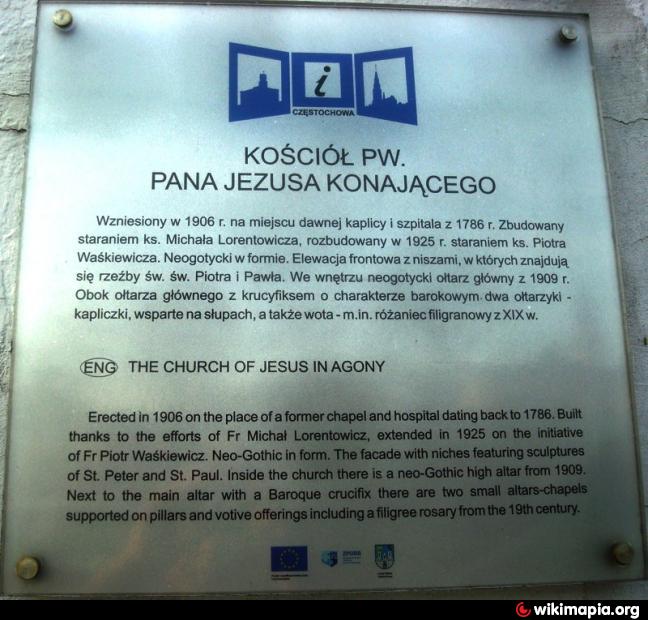 i
CZĘSTOCHOWA
KOŚCIÓŁ PW.
PANA JEZUSA KONAJĄCEGO
Wzniesiony w 1906 r. na miejscu dawnej kaplicy i szpitala z 1786 r. Zbudowany
staraniem ks. Michała Lorentowicza, rozbudowany w 1925 r. staraniem ks. Piotra
Waśkiewicza. Neogotycki w formie. Elewacja frontowa z niszami, w których znajdują
się rzeźby św. św. Piotra i Pawła. We wnętrzu neogotycki ołtarz główny z 1909 r.
Obok ołtarza głównego z krucyfiksem o charakterze barokowym dwa ołtarzyki -
kapliczki, wsparte na słupach, a także wota - m.in. różaniec filigranowy z XIX w.
ENG THE CHURCH OF JESUS IN AGONY
Erected in 1906 on the place of a former chapel and hospital dating back to 1786. Built
thanks to the efforts of Fr Michał Lorentowicz, extended in 1925 on the initiative
of Fr Piotr Waśkiewicz. Neo-Gothic in form. The facade with niches featuring sculptures
of St. Peter and St. Paul. Inside the church there is a neo-Gothic high altar from 1909.
Next to the main altar with a Baroque crucifix there are two small altars-chapels
supported on pillars and votive offerings including a filigree rosary from the 19th century.
ZPORR
wikimapia.org